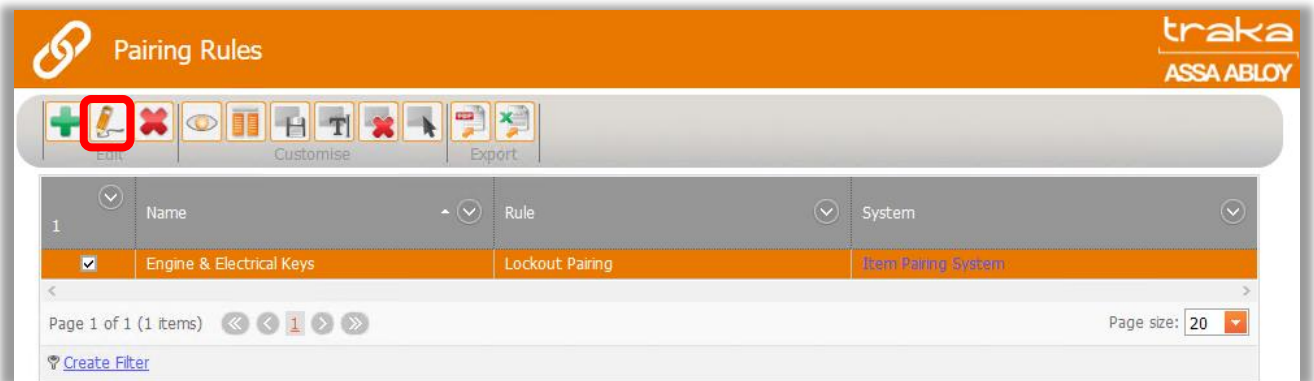 Pairing Rules
traka
ASSA ABLOY
Edit
Customise
Export
1
Name
Rule
System
Engine & Electrical Keys
Lockout Pairing
Item Pairing System
Page 1 of 1 (1 items)
1
Page size: 20
Create Filter